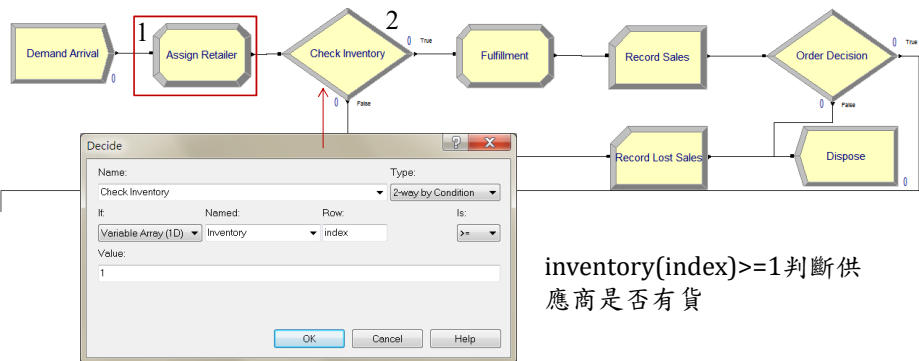 1
2
Demand Arrival
0
Assign Retailer
Check Inventory
0 True
0 False
Fulfillment
Record Sales
Order Decision
0 True
0 False
Record Lost Sales
Dispose
0
Decide
?
X
Name:
Type:
Check Inventory
2-way by Condition
If:
Named:
Row:
Is:
Variable Array (1D)
Inventory
index
>=
Value:
1
OK
Cancel
Help
inventory(index)>=1判斷供
應商是否有貨